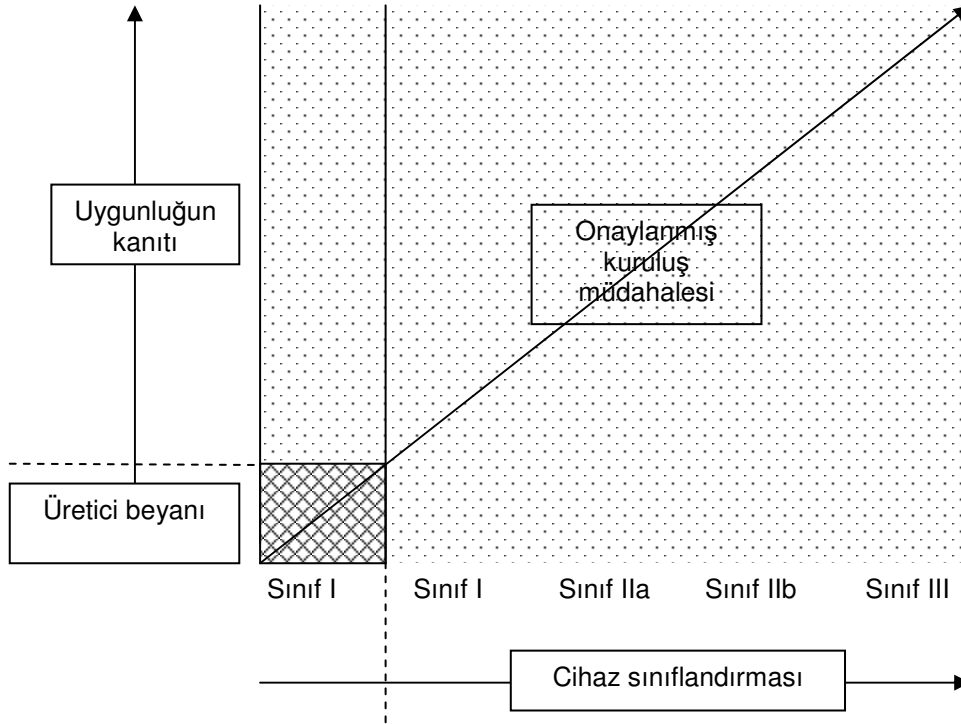 Uygunluğun
kanıtı
Onaylanmış
kuruluş
müdahalesi
Üretici beyanı
Sınıf I
Sınıf I
Sınıf IIa
Sınıf IIb
Sınıf III
Cihaz sınıflandırması